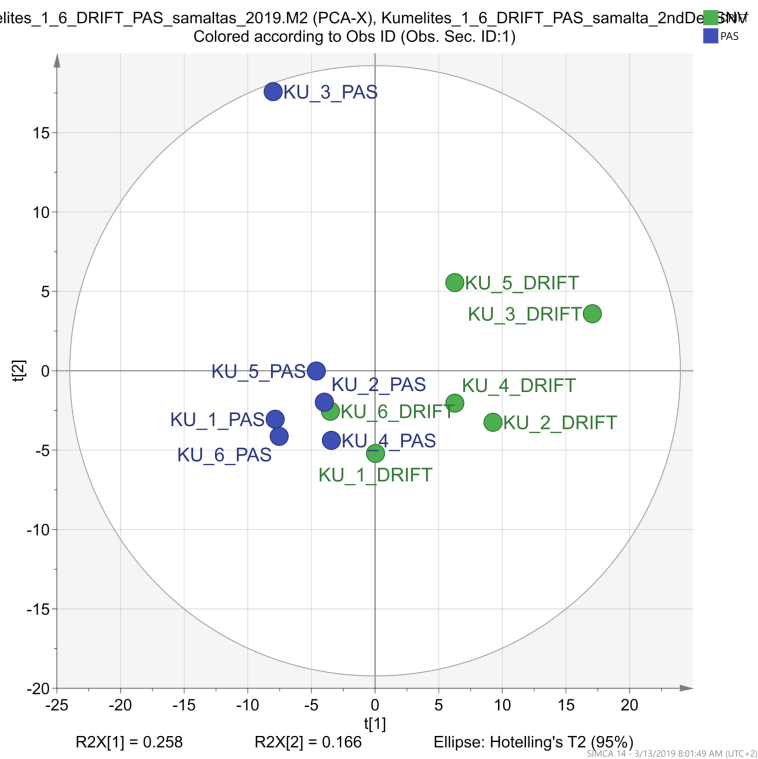 elites_1_6_DRIFT_PAS_samaltas_2019.M2 (PCA-X), Kumelites_1_6_DRIFT_PAS_samalta_2ndDe
SNV
Colored according to Obs ID (Obs. Sec. ID:1)
PAS
KU_3_PAS
15
10
KU_5_DRIFT
5
KU_3_DRIFT
t[2]
0
KU_5_PAS
KU_2_PAS
KU_4_DRIFT
KU_6_DRIFT
KU_1_PAS
KU_2_DRIFT
KU_4_PAS
-5
KU_6_PAS
KU_1_DRIFT
-10
-15
-20
-25 -20 -15 -10 -5 0 5 10 15 20
t[1]
R2X[1] = 0.258 R2X[2] = 0.166 Ellipse: Hotelling's T2 (95%)
SIMCA 14 - 3/13/2019 8:01:49 AM (UTC+2)